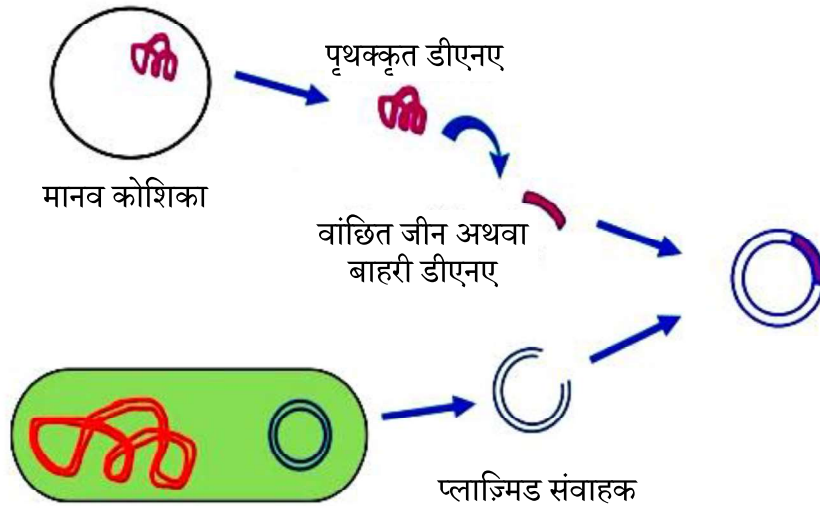 पृथक्कृत डीएनए
मानव कोशिका
वांछित जीन अथवा
बाहरी डीएनए
प्लाज़्मिड संवाहक